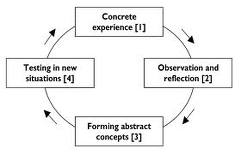 Concrete
experience [1]
Observation and
reflection [2]
Forming abstract
concepts [3]
Testing in new
situations [4]